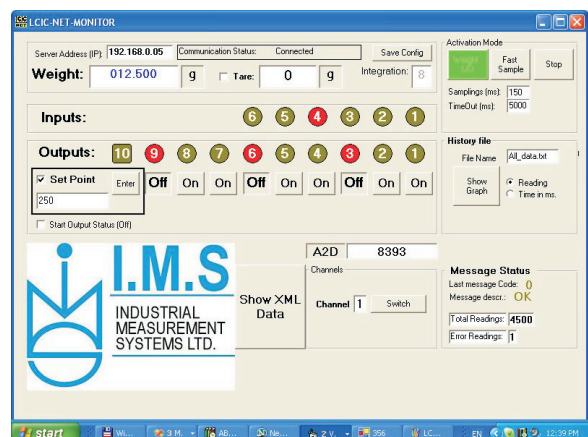 LCIC-NET-MONITOR
Server Address (IP): 192.168.0.05 Communication Status: Connected Save Config
Weight: 012.500 g Tare: 0 g Integration: 8
Inputs: 6 5 4 3 2 1
Outputs: 10 9 8 7 6 5 4 3 2 1
Set Point Enter Off On On Off On On Off On On
250
Start Output Status (Off)
Activation Mode
Fast Sample Stop
Samplings (ms): 150
TimeOut (ms): 5000
History file
File Name All_data.txt
Show Graph Reading
Time in ms.
I.M.S
INDUSTRIAL
MEASUREMENT
SYSTEMS LTD.
Show XML
Data
A2D 8393
Channels
Channel 1 Switch
Message Status
Last message Code: 0
Message descr.: OK
Total Readings: 4500
Error Readings: 1
start Wi... 3 M. AB... Ne... 2 V. 356 LC... EN 12:39 PM